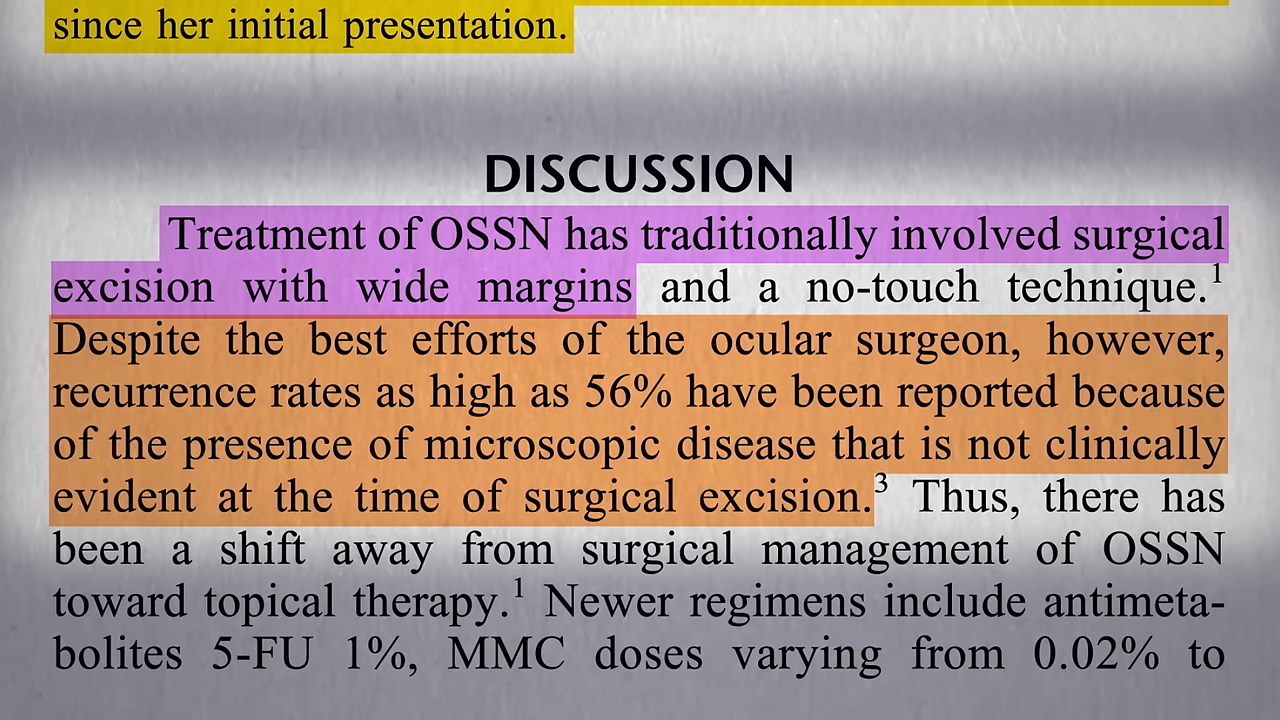 since her initial presentation.
DISCUSSION
Treatment of OSSN has traditionally involved surgical
excision with wide margins and a no-touch technique.1
Despite the best efforts of the ocular surgeon, however,
recurrence rates as high as 56% have been reported because
of the presence of microscopic disease that is not clinically
evident at the time of surgical excision.3 Thus, there has
been a shift away from surgical management of OSSN
toward topical therapy.1 Newer regimens include antimeta-
bolites 5-FU 1%, MMC doses varying from 0.02% to